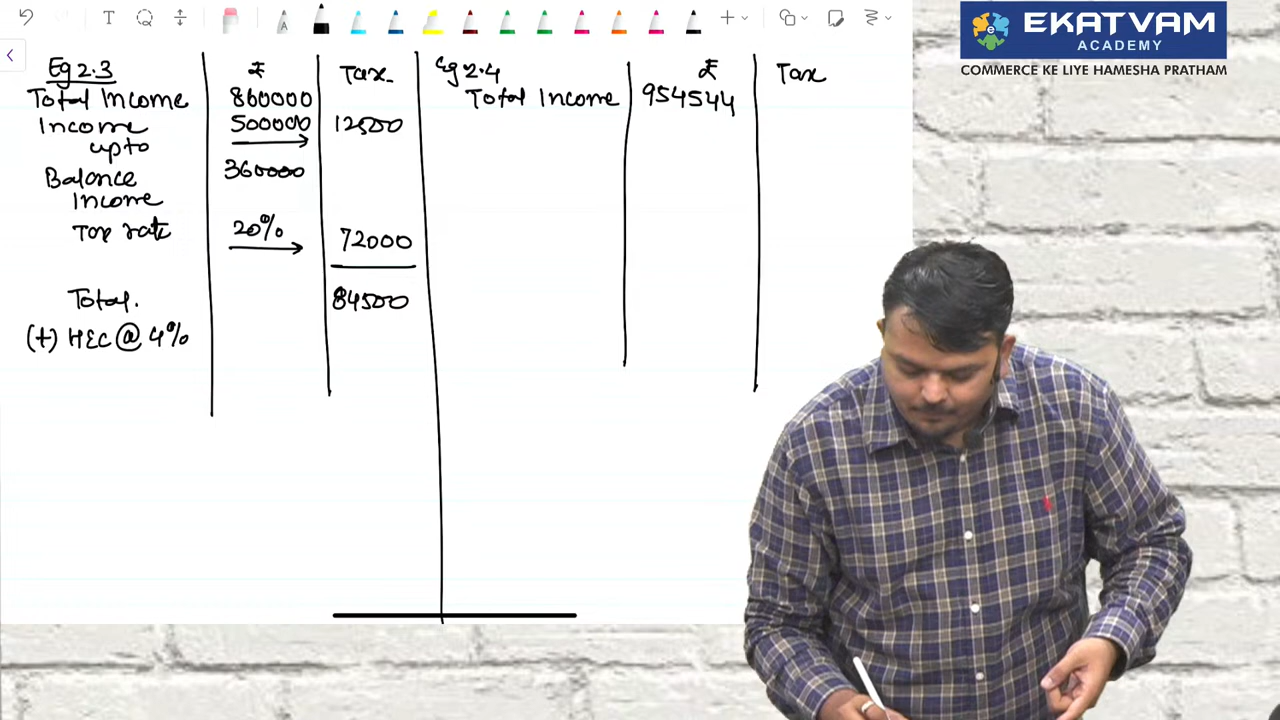 EKATVAM
ACADEMY
COMMERCE KE LIYE HAMESHA PRATHAM
Eg 2.3 ₹ Tax
Total Income 860000
Income upto 500000 12500
Balance Income 360000
Tax rate 20% 72000
Total. 84500
(+) HEC @ 4%
Eg 2.4 ₹ Tax
Total Income 954544